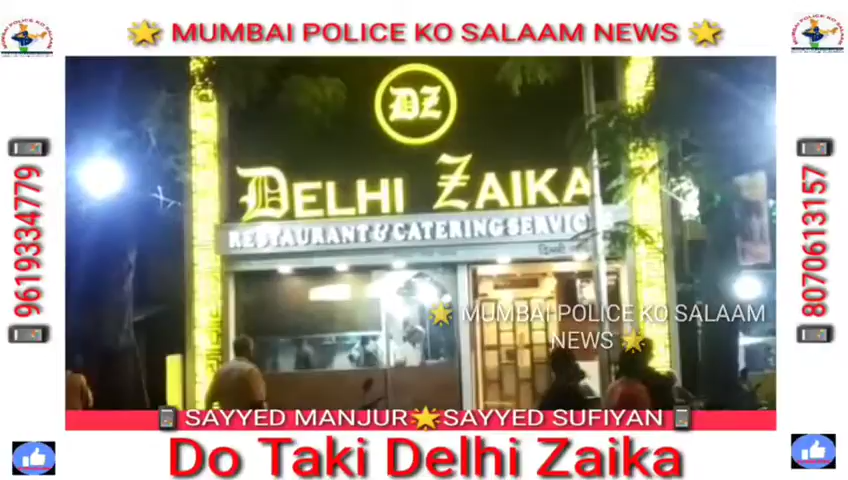 🌟 MUMBAI POLICE KO SALAAM NEWS 🌟
9619334779
DZ
DELHI ZAIKA
RESTAURANT & CATERING SERVICE
🌟 MUMBAI POLICE KO SALAAM
NEWS 🌟
8070613157
SAYYED MANJUR🌟SAYYED SUFIYAN
Do Taki Delhi Zaika